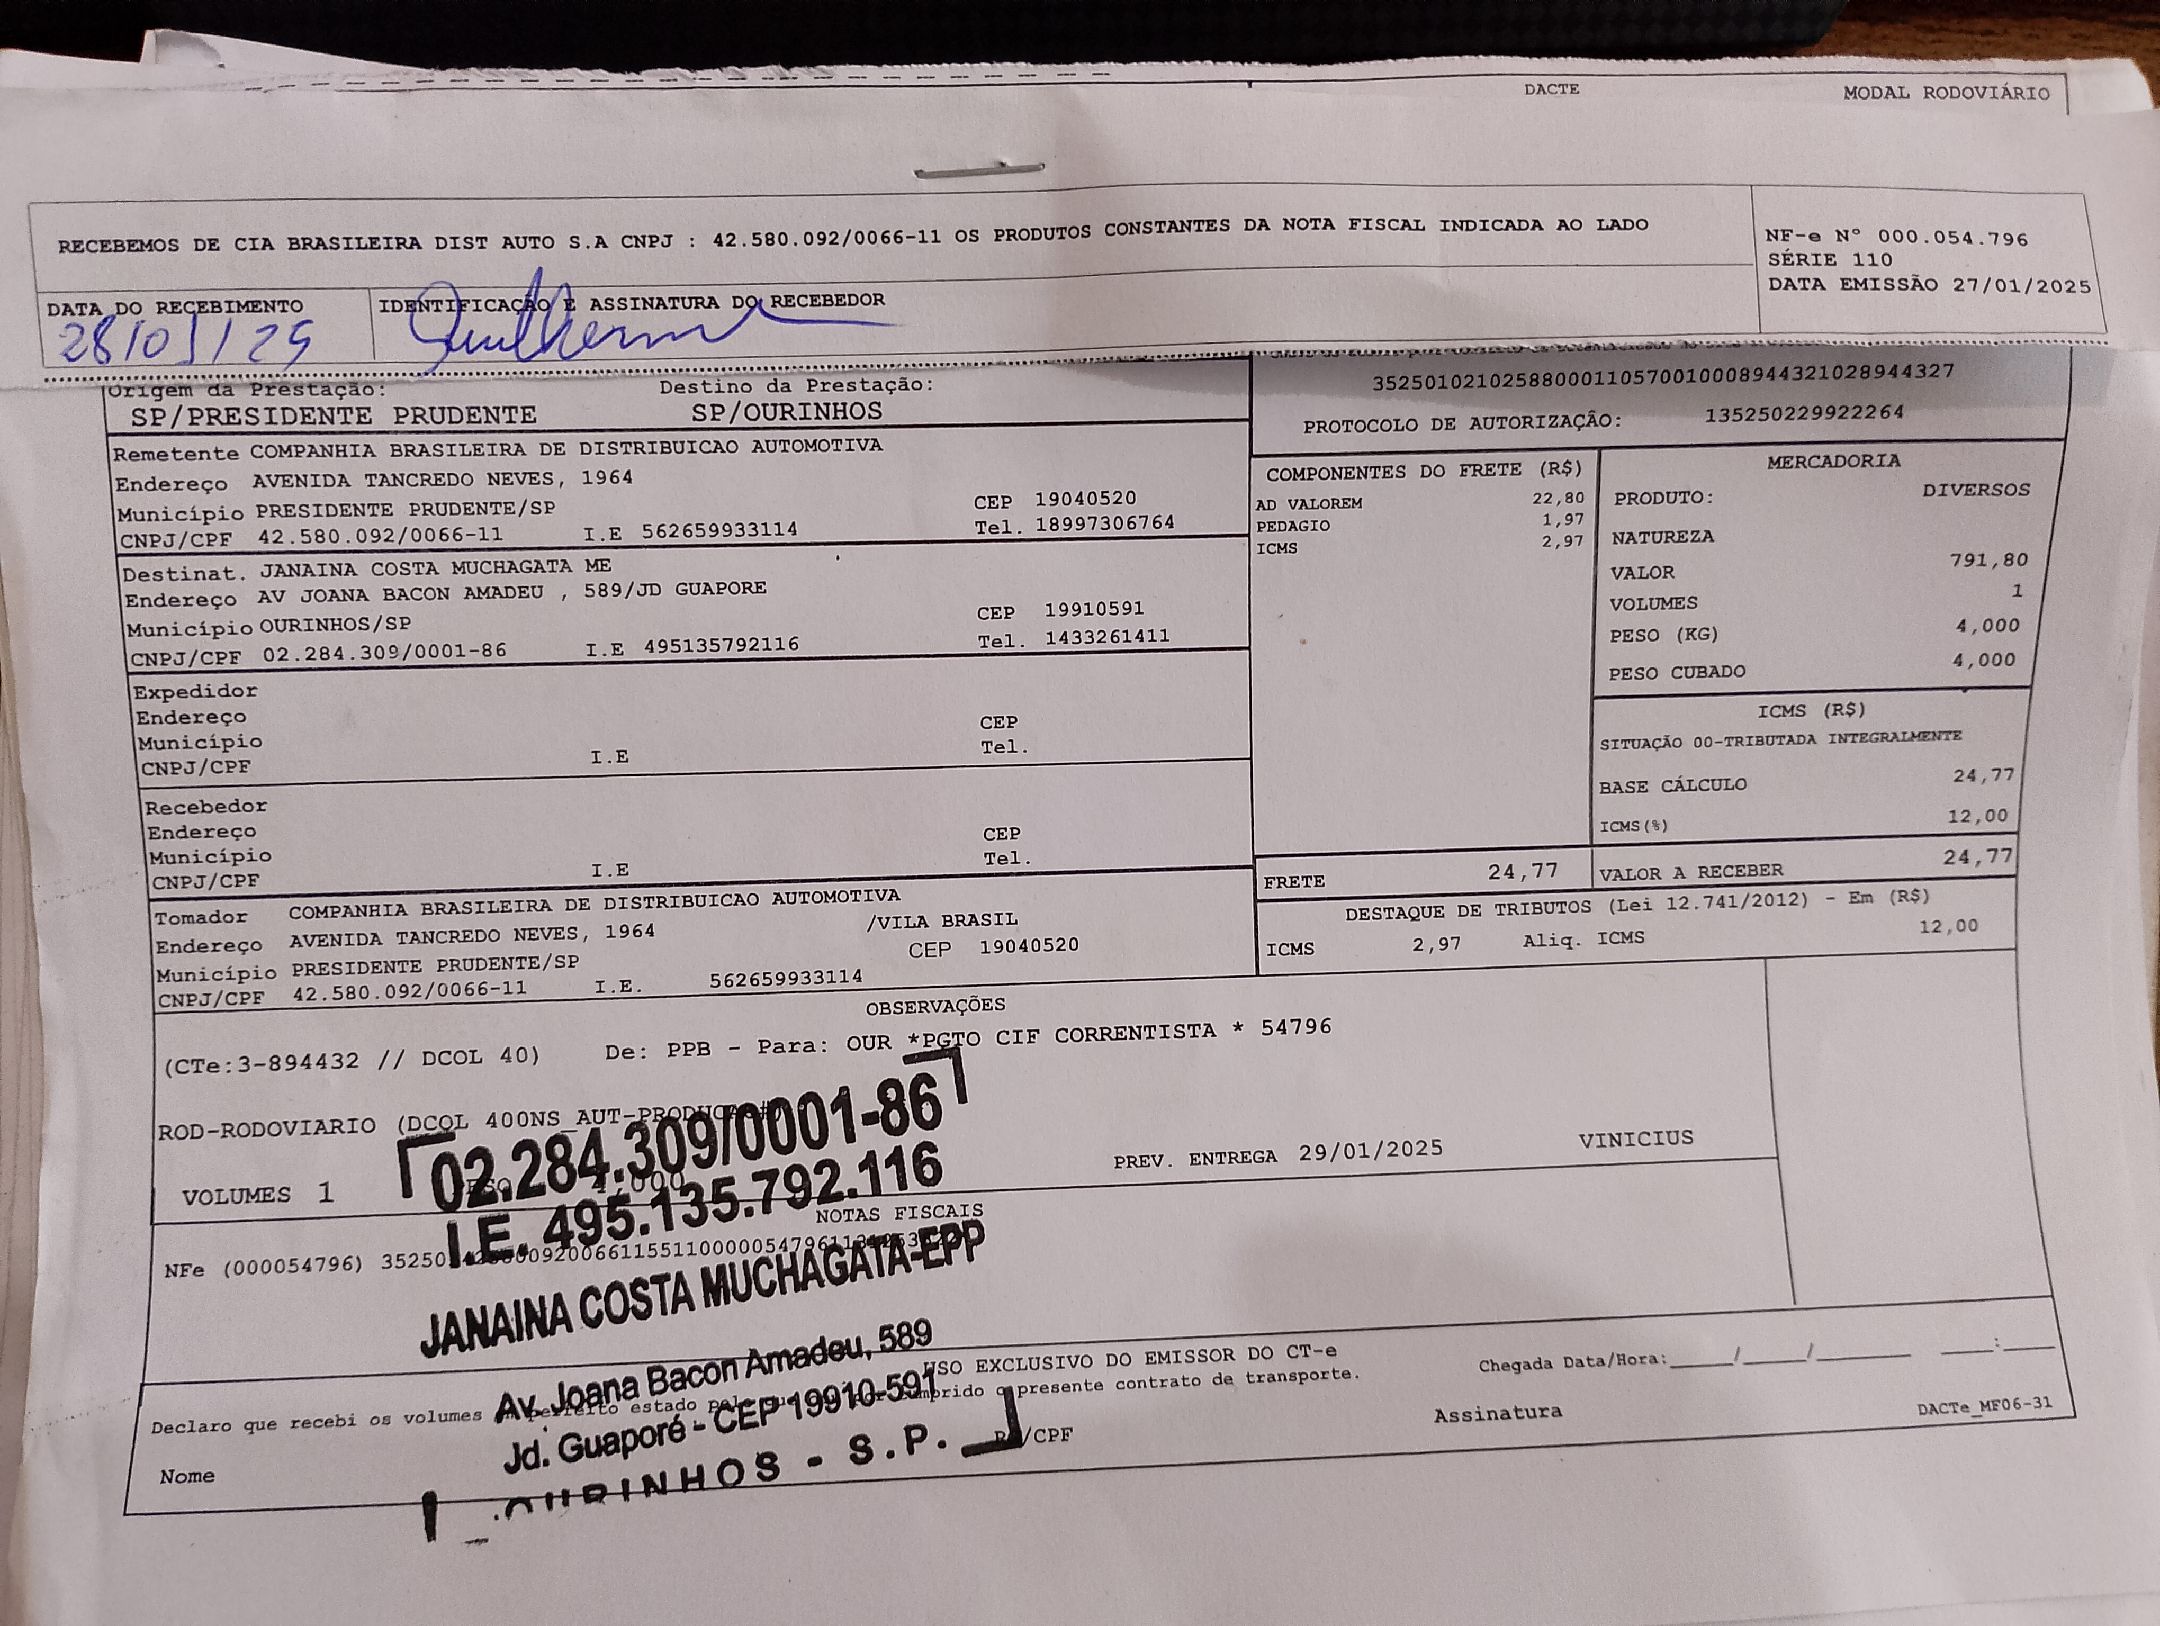 DACTE
MODAL RODOVIÁRIO
RECEBEMOS DE CIA BRASILEIRA DIST AUTO S.A CNPJ : 42.580.092/0066-11 OS PRODUTOS CONSTANTES DA NOTA FISCAL INDICADA AO LADO
NF-e Nº 000.054.796
SÉRIE 110
DATA EMISSÃO 27/01/2025
DATA DO RECEBIMENTO
28/01/25
IDENTIFICAÇÃO E ASSINATURA DO RECEBEDOR
Guilherme
Origem da Prestação:
SP/PRESIDENTE PRUDENTE
Destino da Prestação:
SP/OURINHOS
35250102102588000110570010008944321028944327
PROTOCOLO DE AUTORIZAÇÃO: 135250229922264
Remetente COMPANHIA BRASILEIRA DE DISTRIBUICAO AUTOMOTIVA
Endereço AVENIDA TANCREDO NEVES, 1964
Município PRESIDENTE PRUDENTE/SP CEP 19040520
CNPJ/CPF 42.580.092/0066-11 I.E 562659933114 Tel. 18997306764
Destinat. JANAINA COSTA MUCHAGATA ME
Endereço AV JOANA BACON AMADEU , 589/JD GUAPORE
Município OURINHOS/SP CEP 19910591
CNPJ/CPF 02.284.309/0001-86 I.E 495135792116 Tel. 1433261411
Expedidor
Endereço
Município CEP
CNPJ/CPF I.E Tel.
Recebedor
Endereço
Município CEP
CNPJ/CPF I.E Tel.
Tomador COMPANHIA BRASILEIRA DE DISTRIBUICAO AUTOMOTIVA
Endereço AVENIDA TANCREDO NEVES, 1964 /VILA BRASIL
Município PRESIDENTE PRUDENTE/SP CEP 19040520
CNPJ/CPF 42.580.092/0066-11 I.E. 562659933114
COMPONENTES DO FRETE (R$)
AD VALOREM 22,80
PEDAGIO 1,97
ICMS 2,97
MERCADORIA
PRODUTO: DIVERSOS
NATUREZA
VALOR 791,80
VOLUMES 1
PESO (KG) 4,000
PESO CUBADO 4,000
ICMS (R$)
SITUAÇÃO 00-TRIBUTADA INTEGRALMENTE
BASE CÁLCULO 24,77
ICMS(%) 12,00
FRETE 24,77
VALOR A RECEBER 24,77
DESTAQUE DE TRIBUTOS (Lei 12.741/2012) - Em (R$)
ICMS 2,97 Aliq. ICMS 12,00
OBSERVAÇÕES
(CTe:3-894432 // DCOL 40) De: PPB - Para: OUR *PGTO CIF CORRENTISTA * 54796
ROD-RODOVIARIO (DCOL 400NS_AUT-PRODUCAO
VOLUMES 1
PREV. ENTREGA 29/01/2025 VINICIUS
NOTAS FISCAIS
NFe (000054796)
02.284.309/0001-86
I.E. 495.135.792.116
JANAINA COSTA MUCHAGATA-EPP
Av. Joana Bacon Amadeu, 589
Jd. Guaporé - CEP 19910-591
OURINHOS - S.P.
USO EXCLUSIVO DO EMISSOR DO CT-e
Declaro que recebi os volumes em perfeito estado cumprido o presente contrato de transporte.
Nome
/CPF
Chegada Data/Hora:_____/_____/________ ____:____
Assinatura
DACTe_MF06-31